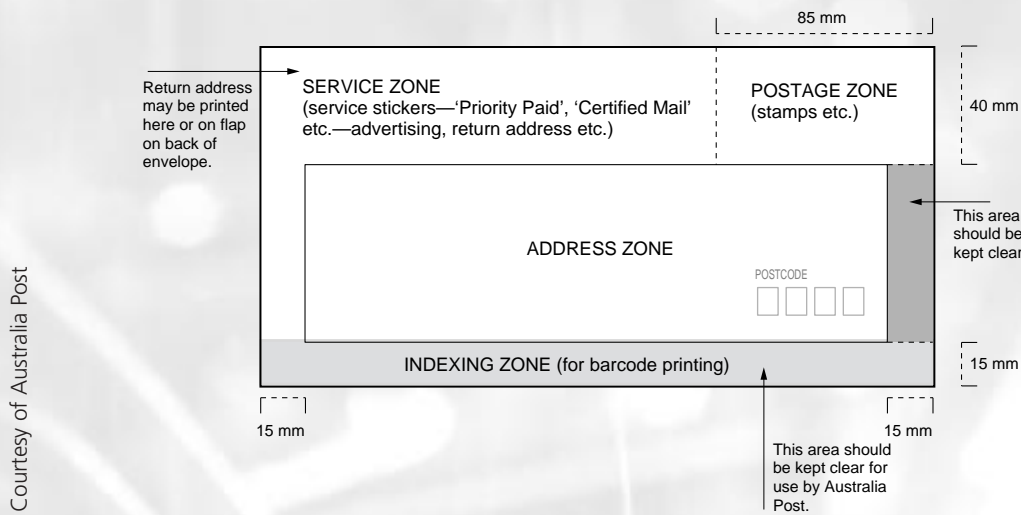 85 mm
Return address
may be printed
here or on flap
on back of
envelope.
SERVICE ZONE
(service stickers—‘Priority Paid’, ‘Certified Mail’
etc.—advertising, return address etc.)
POSTAGE ZONE
(stamps etc.)
40 mm
This area
should be
kept clear
ADDRESS ZONE
POSTCODE
INDEXING ZONE (for barcode printing)
15 mm
15 mm
15 mm
This area should
be kept clear for
use by Australia
Post.
Courtesy of Australia Post